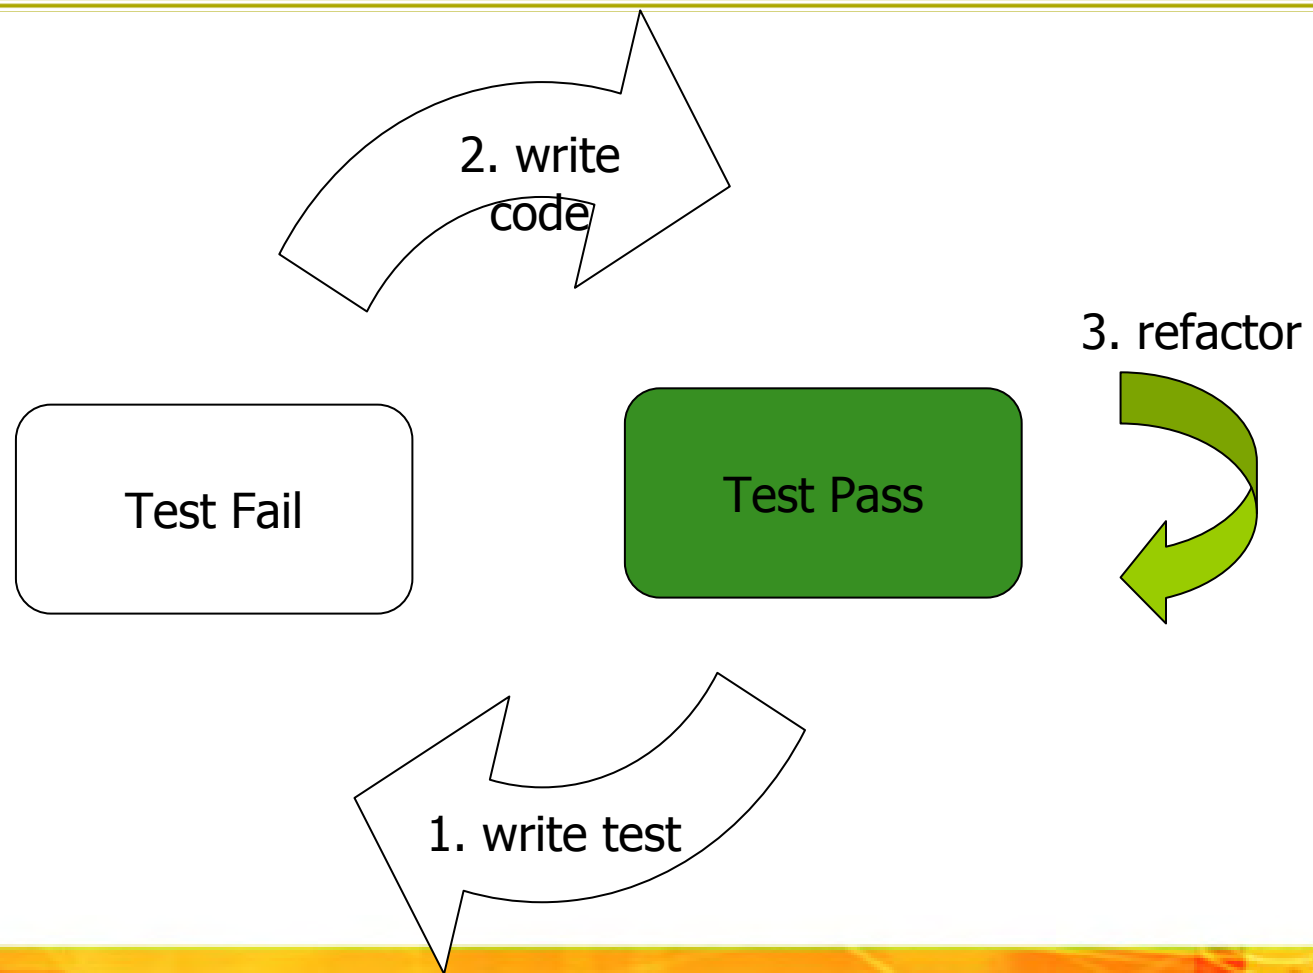 2. write
code
3. refactor
Test Fail
Test Pass
1. write test